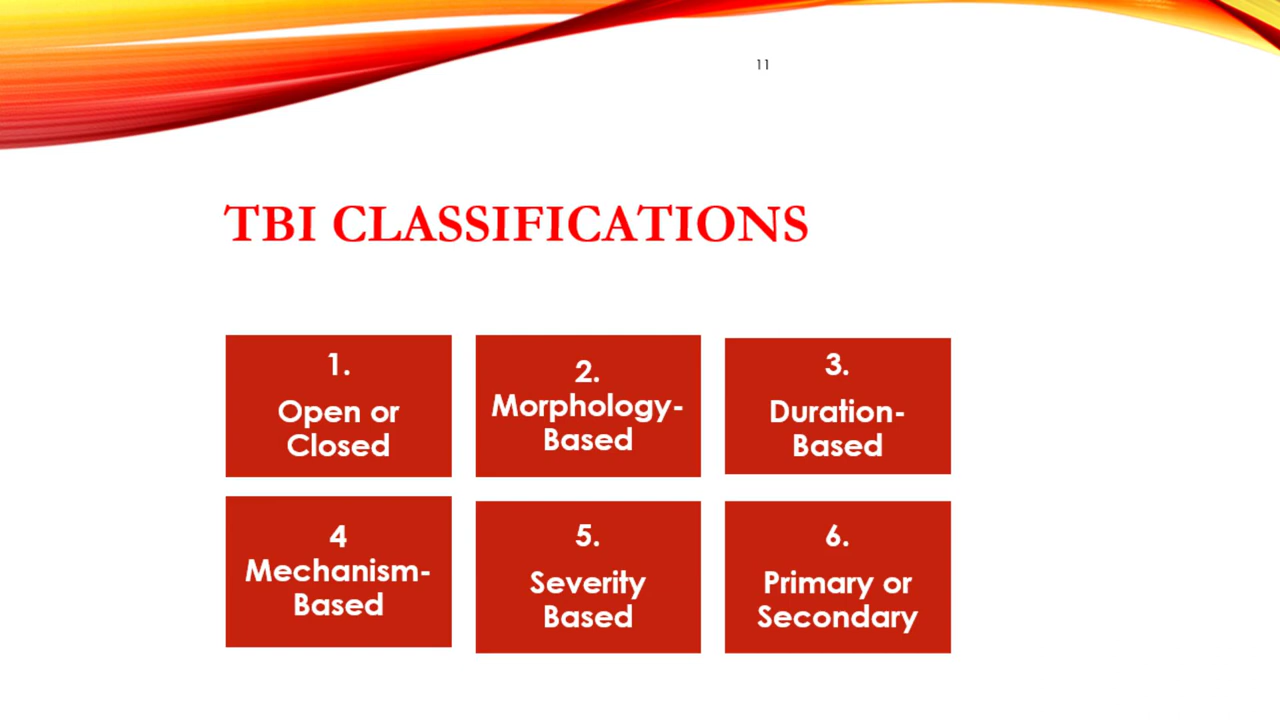 11
TBI CLASSIFICATIONS
1.
Open or
Closed
2.
Morphology-
Based
3.
Duration-
Based
4
Mechanism-
Based
5.
Severity
Based
6.
Primary or
Secondary